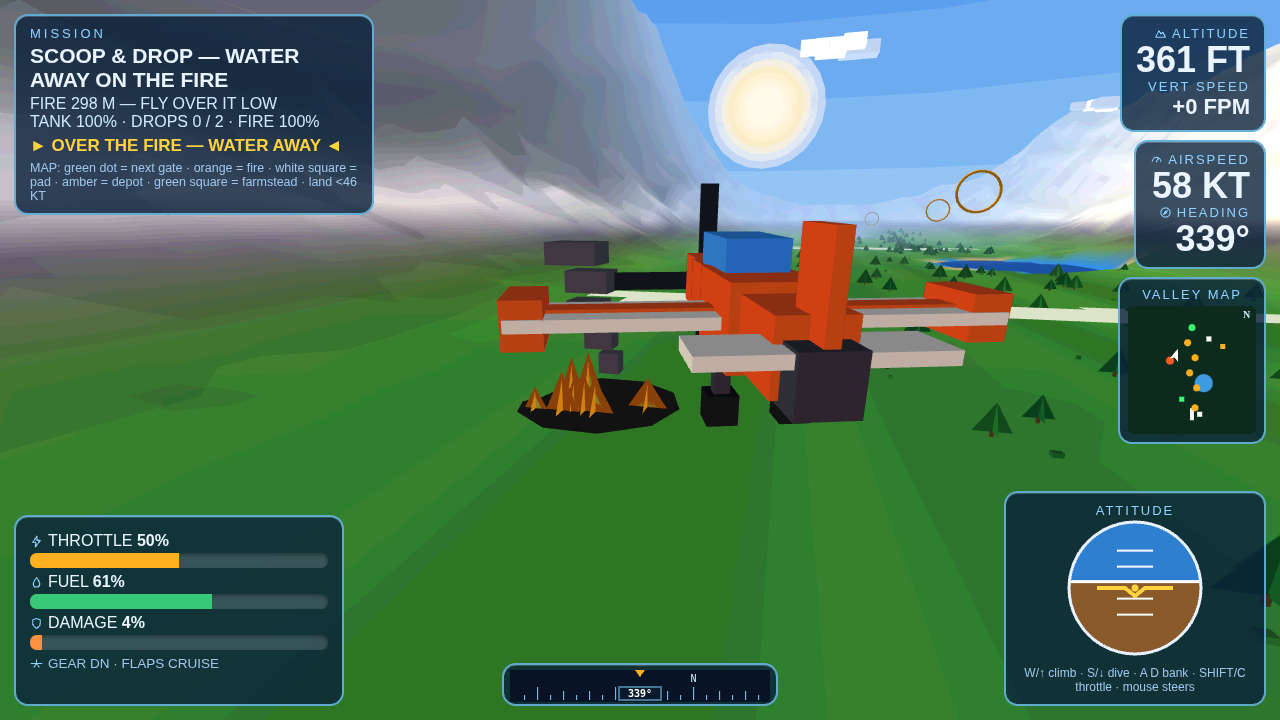 MISSION
SCOOP & DROP — WATER
AWAY ON THE FIRE
FIRE 298 M — FLY OVER IT LOW
TANK 100% · DROPS 0 / 2 · FIRE 100%
► OVER THE FIRE — WATER AWAY ◄
MAP: green dot = next gate · orange = fire · white square =
pad · amber = depot · green square = farmstead · land <46
KT
ALTITUDE
361 FT
VERT SPEED
+0 FPM
AIRSPEED
58 KT
HEADING
339°
VALLEY MAP
N
THROTTLE 50%
FUEL 61%
DAMAGE 4%
GEAR DN · FLAPS CRUISE
N
339°
ATTITUDE
W/↑ climb · S/↓ dive · A D bank · SHIFT/C
throttle · mouse steers